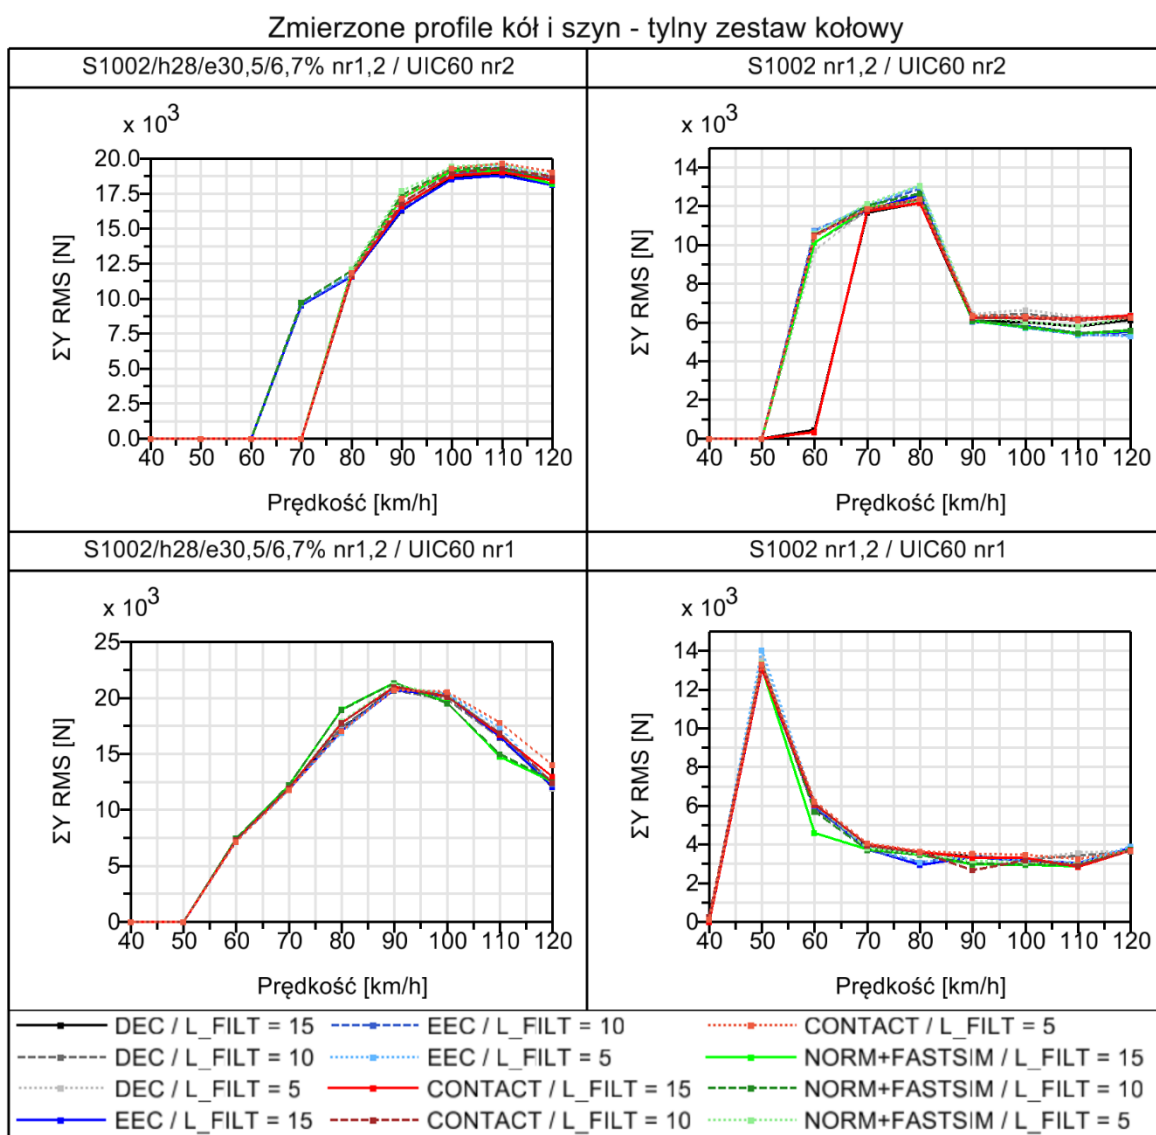 Zmierzone profile kół i szyn - tylny zestaw kołowy
S1002/h28/e30,5/6,7% nr1,2 / UIC60 nr2
x 10³
20.0
17.5
15.0
12.5
10.0
7.5
5.0
2.5
0.0
ΣY RMS [N]
40 50 60 70 80 90 100 110 120
Prędkość [km/h]
S1002 nr1,2 / UIC60 nr2
x 10³
14
12
10
8
6
4
2
0
ΣY RMS [N]
40 50 60 70 80 90 100 110 120
Prędkość [km/h]
S1002/h28/e30,5/6,7% nr1,2 / UIC60 nr1
x 10³
25
20
15
10
5
0
ΣY RMS [N]
40 50 60 70 80 90 100 110 120
Prędkość [km/h]
S1002 nr1,2 / UIC60 nr1
x 10³
14
12
10
8
6
4
2
0
ΣY RMS [N]
40 50 60 70 80 90 100 110 120
Prędkość [km/h]
DEC / L_FILT = 15
DEC / L_FILT = 10
DEC / L_FILT = 5
EEC / L_FILT = 15
EEC / L_FILT = 10
EEC / L_FILT = 5
CONTACT / L_FILT = 15
CONTACT / L_FILT = 10
CONTACT / L_FILT = 5
NORM+FASTSIM / L_FILT = 15
NORM+FASTSIM / L_FILT = 10
NORM+FASTSIM / L_FILT = 5